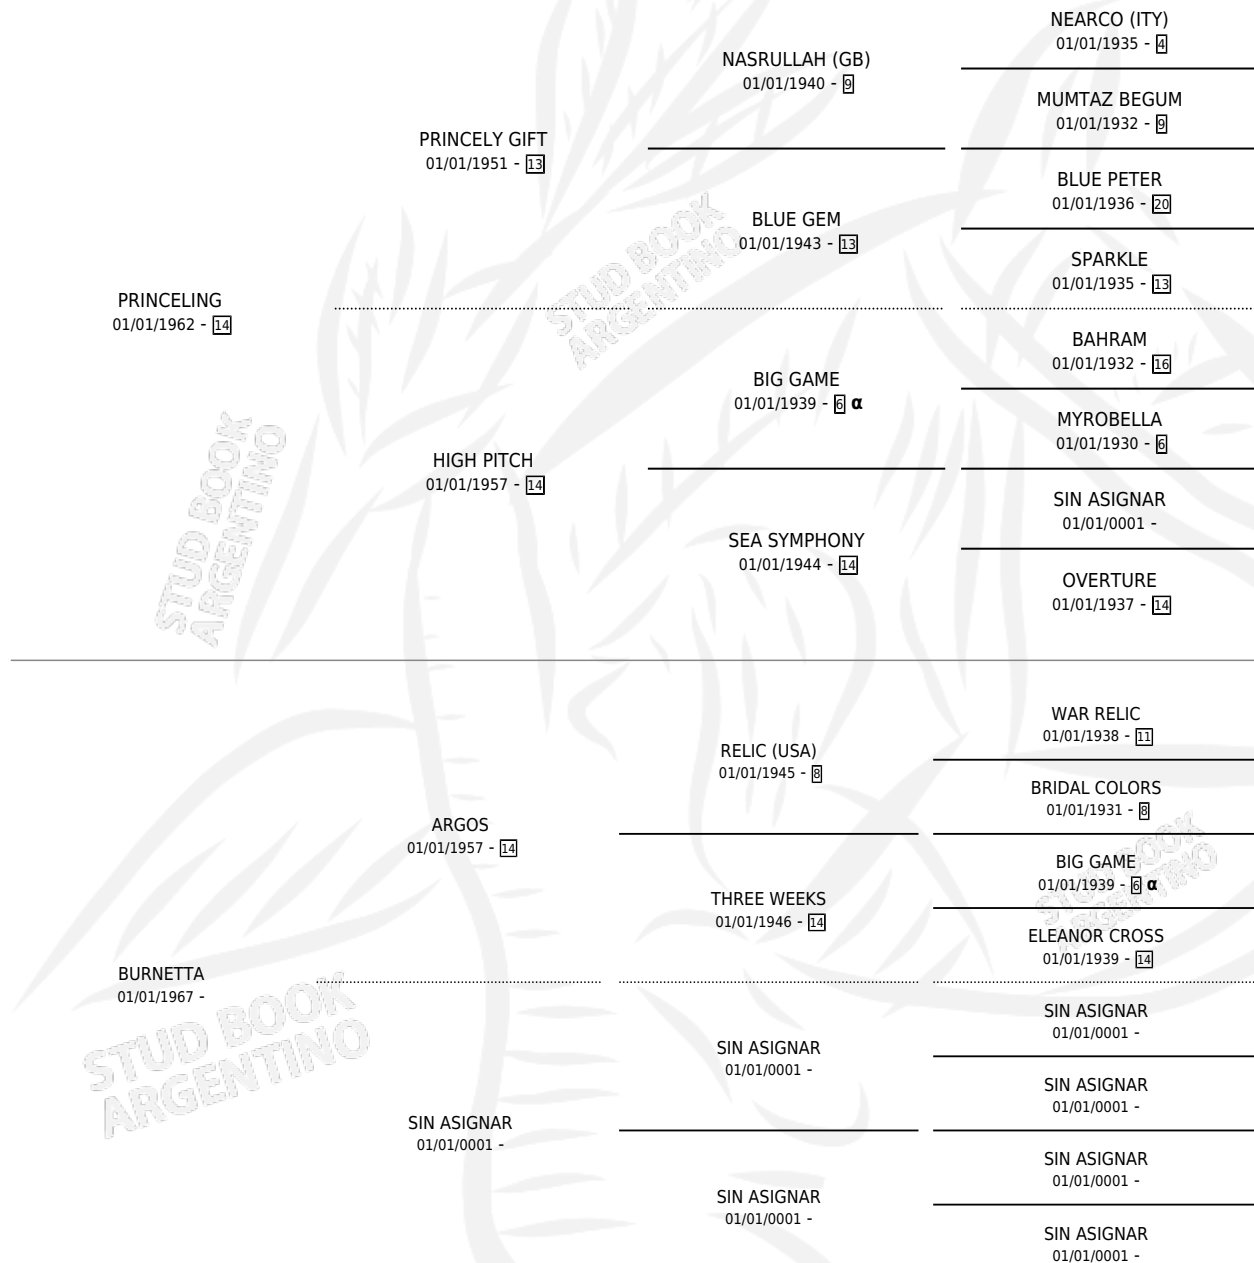 NEARCO (ITY)
01/01/1935 - 4
NASRULLAH (GB)
01/01/1940 - 9
MUMTAZ BEGUM
01/01/1932 - 9
PRINCELY GIFT
01/01/1951 - 13
BLUE PETER
01/01/1936 - 20
BLUE GEM
01/01/1943 - 13
SPARKLE
01/01/1935 - 13
PRINCELING
01/01/1962 - 14
BAHRAM
01/01/1932 - 16
BIG GAME
01/01/1939 - 6 α
MYROBELLA
01/01/1930 - 6
HIGH PITCH
01/01/1957 - 14
SIN ASIGNAR
01/01/0001 -
SEA SYMPHONY
01/01/1944 - 14
OVERTURE
01/01/1937 - 14
STUD BOOK
ARGENTINO
STUD BOOK
ARGENTINO
WAR RELIC
01/01/1938 - 11
RELIC (USA)
01/01/1945 - 8
BRIDAL COLORS
01/01/1931 - 8
ARGOS
01/01/1957 - 14
BIG GAME
01/01/1939 - 6 α
THREE WEEKS
01/01/1946 - 14
ELEANOR CROSS
01/01/1939 - 14
STUD BOOK
ARGENTINO
BURNETTA
01/01/1967 -
SIN ASIGNAR
01/01/0001 -
SIN ASIGNAR
01/01/0001 -
SIN ASIGNAR
01/01/0001 -
SIN ASIGNAR
01/01/0001 -
SIN ASIGNAR
01/01/0001 -
SIN ASIGNAR
01/01/0001 -
SIN ASIGNAR
01/01/0001 -
STUD BOOK
ARGENTINO